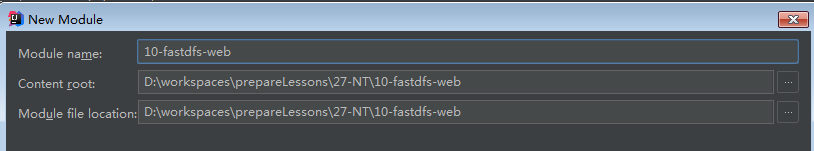 New Module
Module name: 10-fastdfs-web
Content root: D:\workspaces\prepareLessons\27-NT\10-fastdfs-web ...
Module file location: D:\workspaces\prepareLessons\27-NT\10-fastdfs-web ...